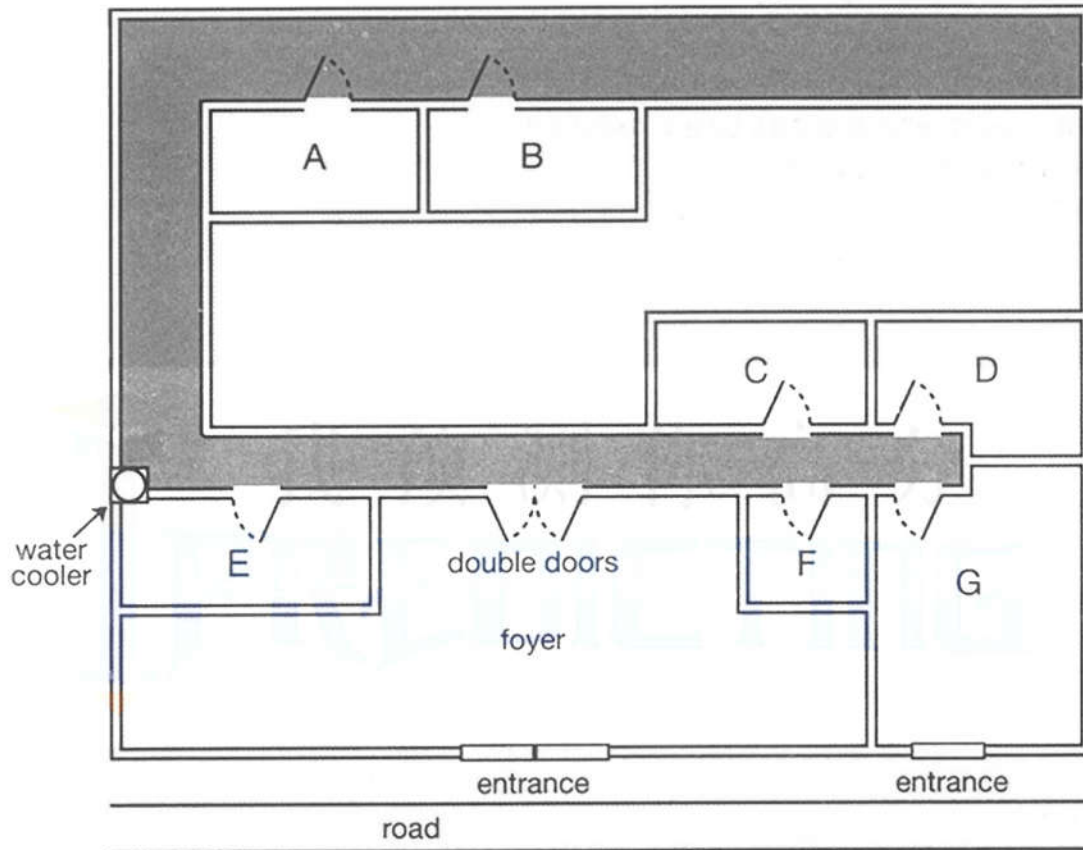 A
B
C
D
water
cooler
E
double doors
F
G
foyer
entrance
entrance
road